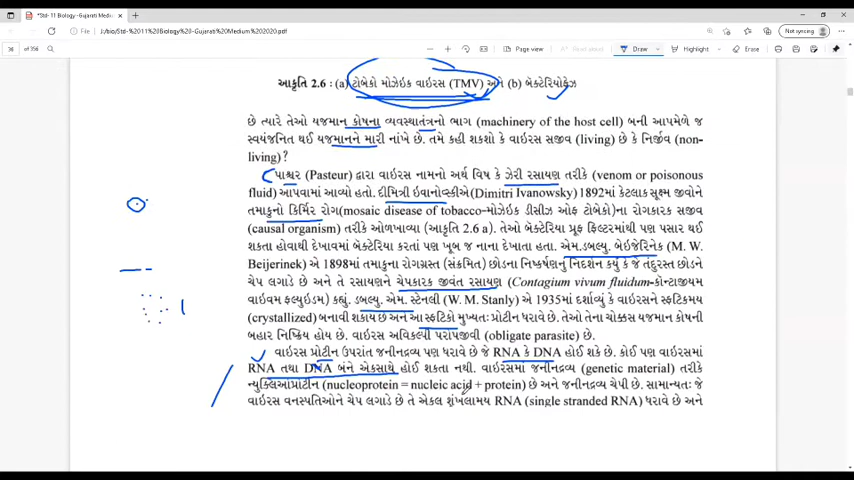 *Std- 11 Biology -Gujarati Medi
Not syncing
File
J:/bio/Std-%2011%20Biology-Gujarati%20Medium%202020.pdf
36 of 156
Page view
Draw
Highlight
Erase
આકૃતિ 2.6 : (a) ટોબેકો મોઝેઇક વાઇરસ (TMV) અને (b) બેક્ટેરિયોફેઝ
છે ત્યારે તેઓ યજમાન કોષના વ્યવસ્થાતંત્રનો ભાગ (machinery of the host cell) બની આપમેળે જ
સ્વયંજનિત થઈ યજમાનને મારી નાંખે છે. તમે કહી શકશો કે વાઇરસ સજીવ (living) છે કે નિર્જીવ (non-
living) ?
પાશ્ચર (Pasteur) દ્વારા વાઇરસ નામનો અર્થ વિષ કે ઝેરી રસાયણ તરીકે (venom or poisonous
fluid) આપવામાં આવ્યો હતો. દીમિત્રી ઇવાનોવ્સ્કીએ (Dimitri Ivanowsky) 1892માં કેટલાક સૂક્ષ્મ જીવોને
તમાકુનો કિર્મિર રોગ (mosaic disease of tobacco-મોઝેઇક ડીસીઝ ઓફ ટોબેકો)ના રોગકારક સજીવ
(causal organism) તરીકે ઓળખાવ્યા (આકૃતિ 2.6 a). તેઓ બેક્ટેરિયા પ્રૂફ ફિલ્ટરમાંથી પણ પસાર થઈ
શકતા હોવાથી દેખાવમાં બેક્ટેરિયા કરતાં પણ ખૂબ જ નાના દેખાતા હતા. એમ.ડબલ્યુ. બેઇજેરિનેક (M. W.
Beijerinek) એ 1898માં તમાકુના રોગગ્રસ્ત (સંક્રમિત) છોડના નિષ્કર્ષણનું નિદર્શન કર્યું કે જે તંદુરસ્ત છોડને
ચેપ લગાડે છે અને તે રસાયણને ચેપકારક જીવંત રસાયણ (Contagium vivum fluidum-કોન્ટાજીયમ
વાઇવમ ફ્લ્યુઇડમ) કહ્યું. ડબલ્યુ. એમ. સ્ટેનલી (W. M. Stanly) એ 1935માં દર્શાવ્યું કે વાઇરસને સ્ફટિકમય
(crystallized) બનાવી શકાય છે અને આ સ્ફટિકો મુખ્યતઃ પ્રોટીન ધરાવે છે. તેઓ તેના ચોક્કસ યજમાન કોષની
બહાર નિષ્ક્રિય હોય છે. વાઇરસ અવિકલ્પી પરોપજીવી (obligate parasite) છે.
વાઇરસ પ્રોટીન ઉપરાંત જનીનદ્રવ્ય પણ ધરાવે છે જે RNA કે DNA હોઈ શકે છે. કોઈ પણ વાઇરસમાં
RNA તથા DNA બંને એકસાથે હોઈ શકતા નથી. વાઇરસમાં જનીનદ્રવ્ય (genetic material) તરીકે
ન્યુક્લિઓપ્રોટીન (nucleoprotein = nucleic acid + protein) છે અને જનીનદ્રવ્ય ચેપી છે. સામાન્યતઃ જે
વાઇરસ વનસ્પતિઓને ચેપ લગાડે છે તે એકલ શૃંખલામય RNA (single stranded RNA) ધરાવે છે અને